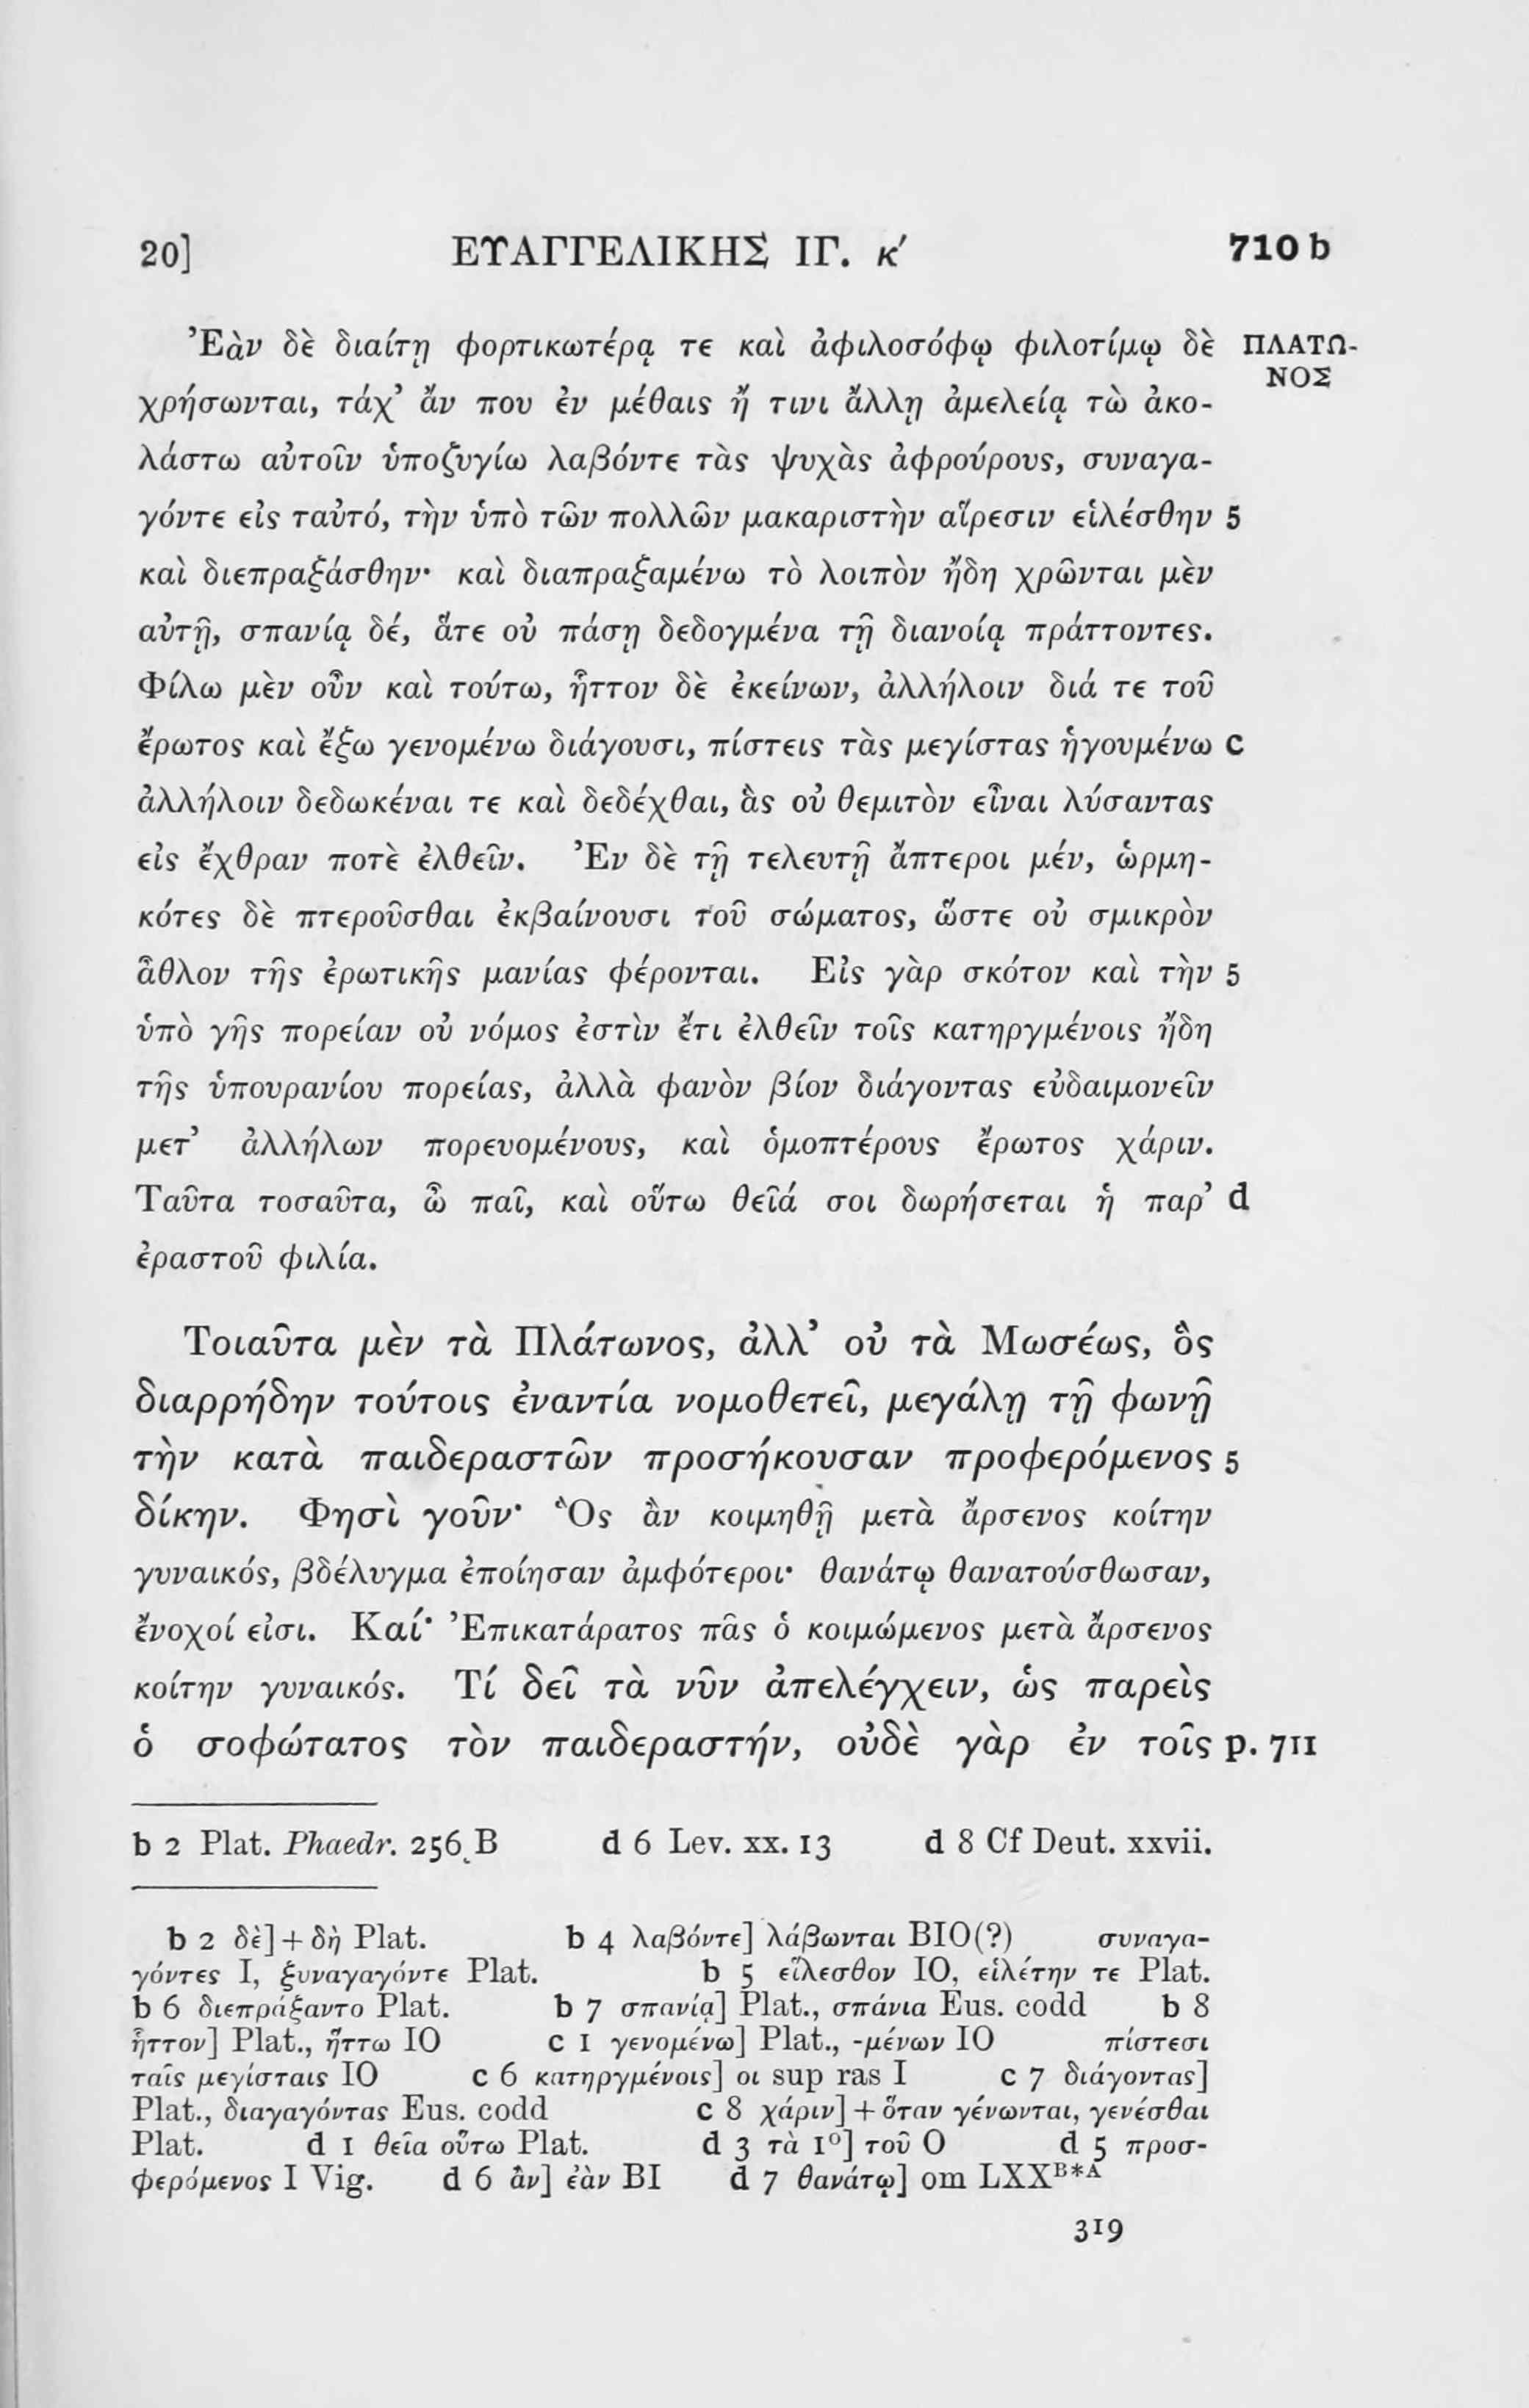 20] ΕΥΑΓΓΕΛΙΚΗΣ ΙΓ. κʹ 710 b
Ἐὰν δὲ διαίτῃ φορτικωτέρᾳ τε καὶ ἀφιλοσόφῳ φιλοτίμῳ δὲ ΠΛΑΤΩ-
ΝΟΣ
χρήσωνται, τάχ’ ἄν που ἐν μέθαις ἤ τινι ἄλλῃ ἀμελείᾳ τὼ ἀκο-
λάστω αὐτοῖν ὑποζυγίω λαβόντε τὰς ψυχὰς ἀφρούρους, συναγα-
γόντε εἰς ταὐτό, τὴν ὑπὸ τῶν πολλῶν μακαριστὴν αἵρεσιν εἱλέσθην 5
καὶ διεπραξάσθην· καὶ διαπραξαμένω τὸ λοιπὸν ἤδη χρῶνται μὲν
αὐτῇ, σπανίᾳ δέ, ἅτε οὐ πάσῃ δεδογμένα τῇ διανοίᾳ πράττοντες.
Φίλω μὲν οὖν καὶ τούτω, ἧττον δὲ ἐκείνων, ἀλλήλοιν διά τε τοῦ
ἔρωτος καὶ ἔξω γενομένω διάγουσι, πίστεις τὰς μεγίστας ἡγουμένω c
ἀλλήλοιν δεδωκέναι τε καὶ δεδέχθαι, ἃς οὐ θεμιτὸν εἶναι λύσαντας
εἰς ἔχθραν ποτὲ ἐλθεῖν. Ἐν δὲ τῇ τελευτῇ ἄπτεροι μέν, ὡρμη-
κότες δὲ πτεροῦσθαι ἐκβαίνουσι τοῦ σώματος, ὥστε οὐ σμικρὸν
ἆθλον τῆς ἐρωτικῆς μανίας φέρονται. Εἰς γὰρ σκότον καὶ τὴν 5
ὑπὸ γῆς πορείαν οὐ νόμος ἐστὶν ἔτι ἐλθεῖν τοῖς κατηργμένοις ἤδη
τῆς ὑπουρανίου πορείας, ἀλλὰ φανὸν βίον διάγοντας εὐδαιμονεῖν
μετ’ ἀλλήλων πορευομένους, καὶ ὁμοπτέρους ἔρωτος χάριν.
Ταῦτα τοσαῦτα, ὦ παῖ, καὶ οὕτω θεῖά σοι δωρήσεται ἡ παρ’ d
ἐραστοῦ φιλία.
Τοιαῦτα μὲν τὰ Πλάτωνος, ἀλλ’ οὐ τὰ Μωσέως, ὃς
διαρρήδην τούτοις ἐναντία νομοθετεῖ, μεγάλῃ τῇ φωνῇ
τὴν κατὰ παιδεραστῶν προσήκουσαν προφερόμενος 5
δίκην. Φησὶ γοῦν· Ὃς ἂν κοιμηθῇ μετὰ ἄρσενος κοίτην
γυναικός, βδέλυγμα ἐποίησαν ἀμφότεροι· θανάτῳ θανατούσθωσαν,
ἔνοχοί εἰσι. Καί· Ἐπικατάρατος πᾶς ὁ κοιμώμενος μετὰ ἄρσενος
κοίτην γυναικός. Τί δεῖ τὰ νῦν ἀπελέγχειν, ὡς παρεὶς
ὁ σοφώτατος τὸν παιδεραστήν, οὐδὲ γὰρ ἐν τοῖς p. 711
b 2 Plat. Phaedr. 256 B d 6 Lev. xx. 13 d 8 Cf Deut. xxvii.
b 2 δὲ] + δὴ Plat. b 4 λαβόντε] λάβωνται BIO(?) συναγα-
γόντες I, ξυναγαγόντε Plat. b 5 εἵλεσθον IO, εἱλέτην τε Plat.
b 6 διεπράξαντο Plat. b 7 σπανίᾳ] Plat., σπάνια Eus. codd b 8
ἧττον] Plat., ἥττω IO c 1 γενομένω] Plat., -μένων IO πίστεσι
ταῖς μεγίσταις IO c 6 κατηργμένοις] οι sup ras I c 7 διάγοντας]
Plat., διαγαγόντας Eus. codd c 8 χάριν] + ὅταν γένωνται, γενέσθαι
Plat. d 1 θεῖα οὕτω Plat. d 3 τὰ 1º] τοῦ O d 5 προσ-
φερόμενος I Vig. d 6 ἂν] ἐὰν BI d 7 θανάτῳ] om LXXᴮ*ᴬ
319